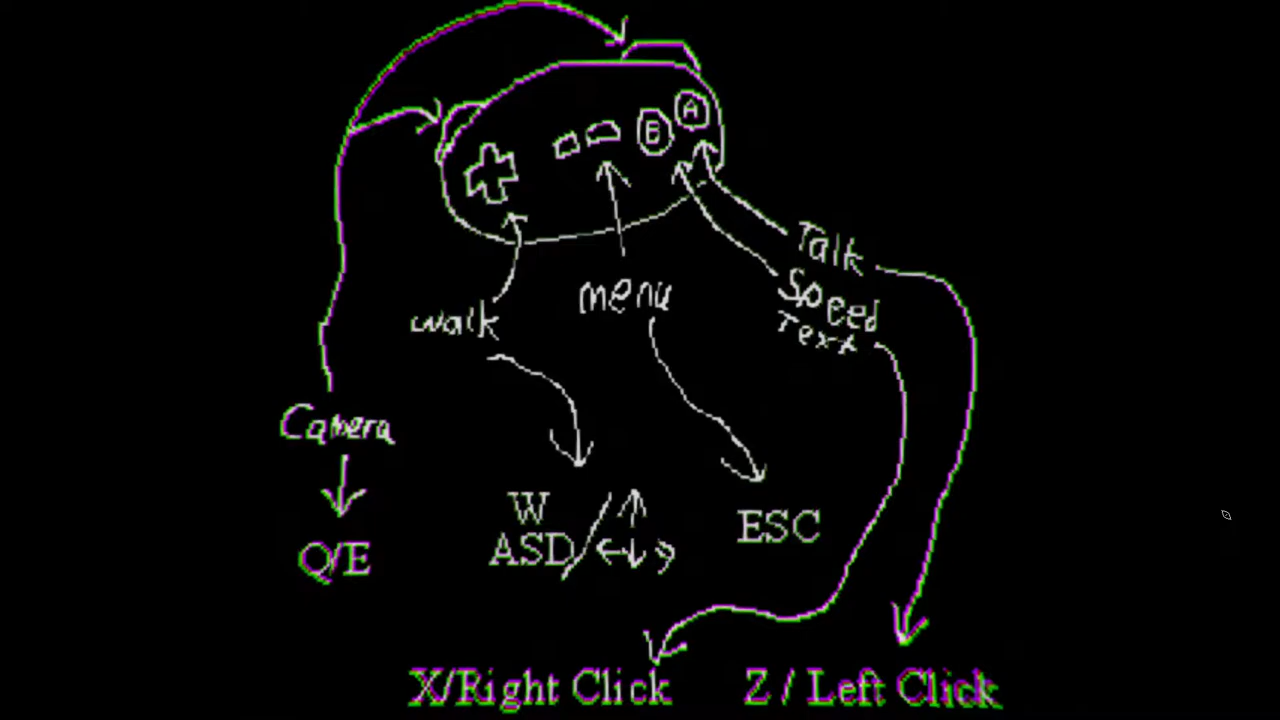 A
B
Talk
Speed
Text
menu
walk
Camera
Q/E
W
ASD/
ESC
X/Right Click
Z / Left Click